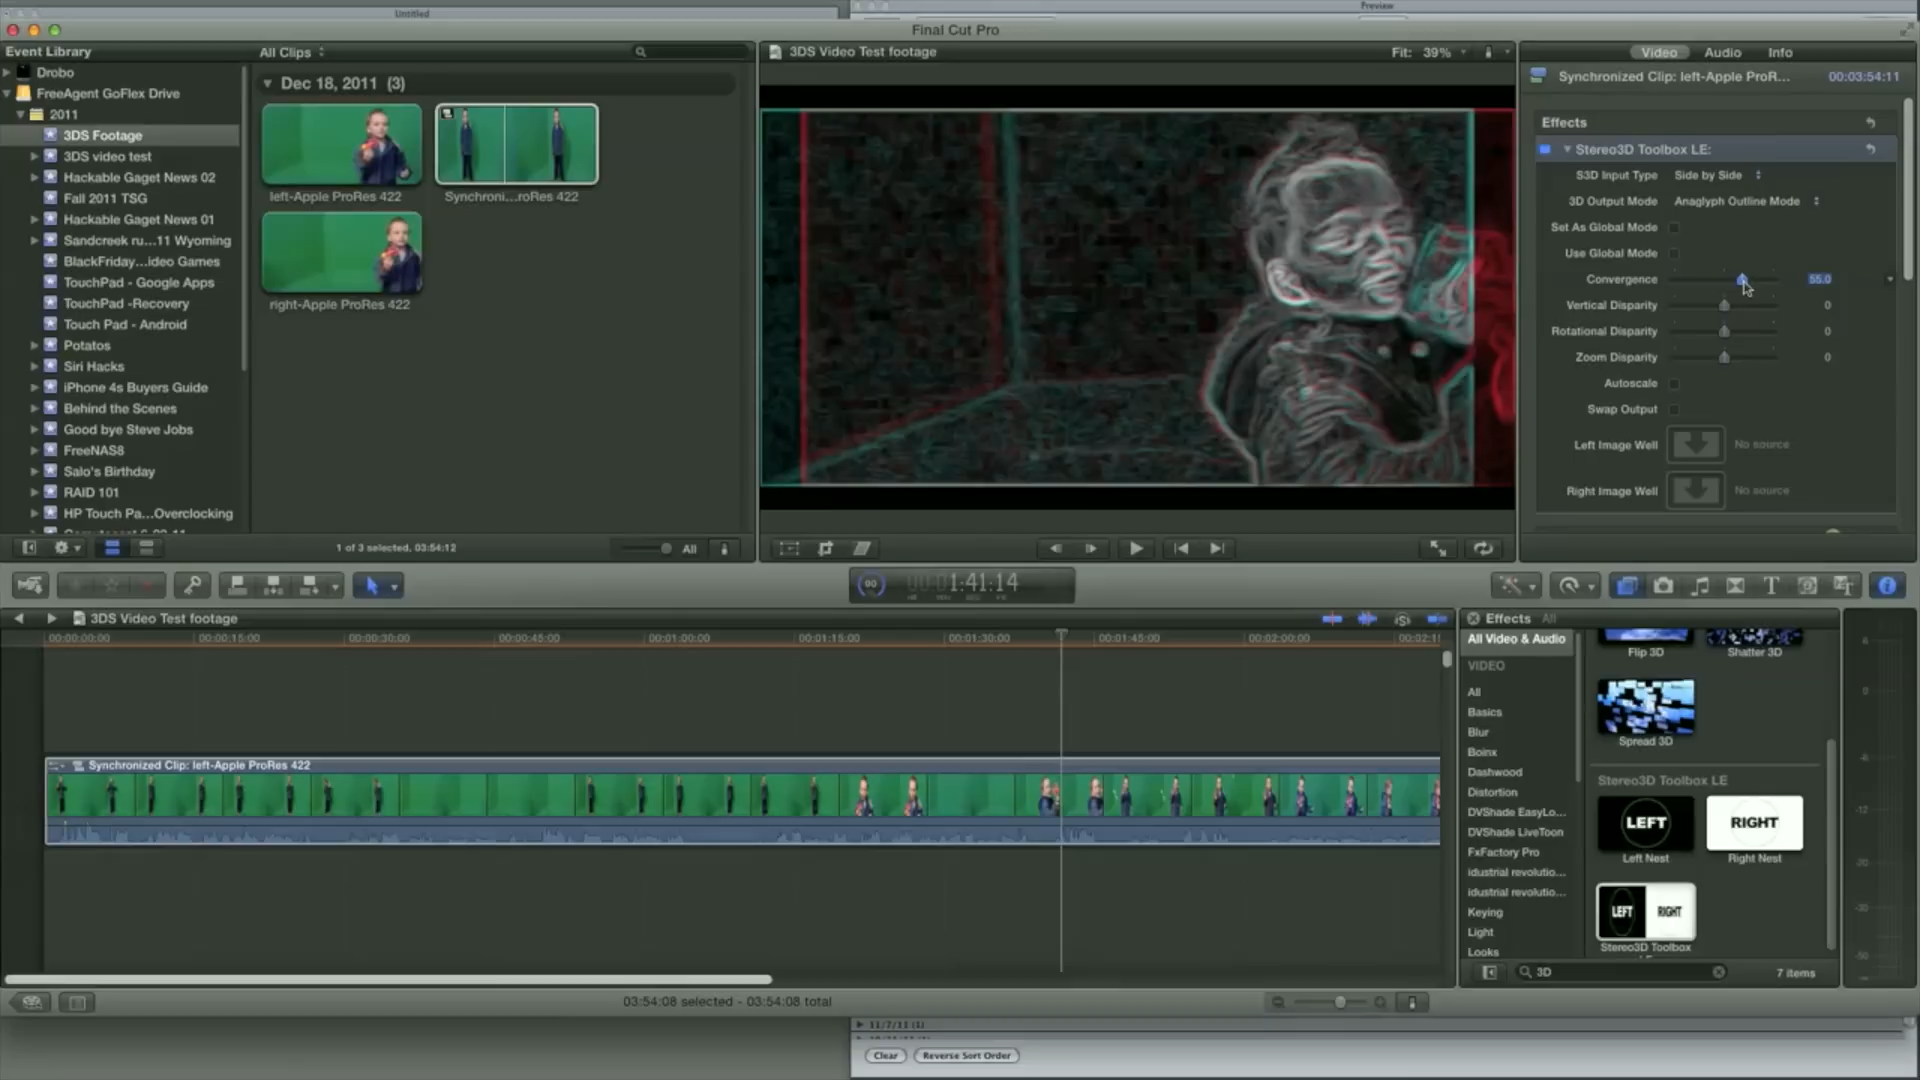 Untitled
Preview
Final Cut Pro
Event Library
All Clips
3DS Video Test footage
Fit: 39%
Video
Audio
Info
Drobo
FreeAgent GoFlex Drive
2011
3DS Footage
3DS video test
Hackable Gaget News 02
Fall 2011 TSG
Hackable Gaget News 01
Sandcreek ru...11 Wyoming
BlackFriday...ideo Games
TouchPad - Google Apps
TouchPad -Recovery
Touch Pad - Android
Potatos
Siri Hacks
iPhone 4s Buyers Guide
Behind the Scenes
Good bye Steve Jobs
FreeNAS8
Salo's Birthday
RAID 101
HP Touch Pa...Overclocking
Dec 18, 2011 (3)
left-Apple ProRes 422
Synchroni...roRes 422
right-Apple ProRes 422
1 of 3 selected, 03:54:12
All
Synchronized Clip: left-Apple ProR...
00:03:54:11
Effects
Stereo3D Toolbox LE:
S3D Input Type Side by Side
3D Output Mode Anaglyph Outline Mode
Set As Global Mode
Use Global Mode
Convergence 55.0
Vertical Disparity 0
Rotational Disparity 0
Zoom Disparity 0
Autoscale
Swap Output
Left Image Well No source
Right Image Well No source
1:41:14
3DS Video Test footage
00:00:00:00
00:00:15:00
00:00:30:00
00:00:45:00
00:01:00:00
00:01:15:00
00:01:30:00
00:01:45:00
00:02:00:00
Synchronized Clip: left-Apple ProRes 422
03:54:08 selected - 03:54:08 total
Effects All
All Video & Audio
VIDEO
All
Basics
Blur
Boinx
Dashwood
Distortion
DVShade EasyLo...
DVShade LiveToon
FxFactory Pro
idustrial revolutio...
idustrial revolutio...
Keying
Light
Looks
Flip 3D
Shatter 3D
Spread 3D
Stereo3D Toolbox LE
LEFT
Left Nest
RIGHT
Right Nest
LEFT RIGHT
Stereo3D Toolbox
3D
7 items
11/7/11 (1)
Clear
Reverse Sort Order